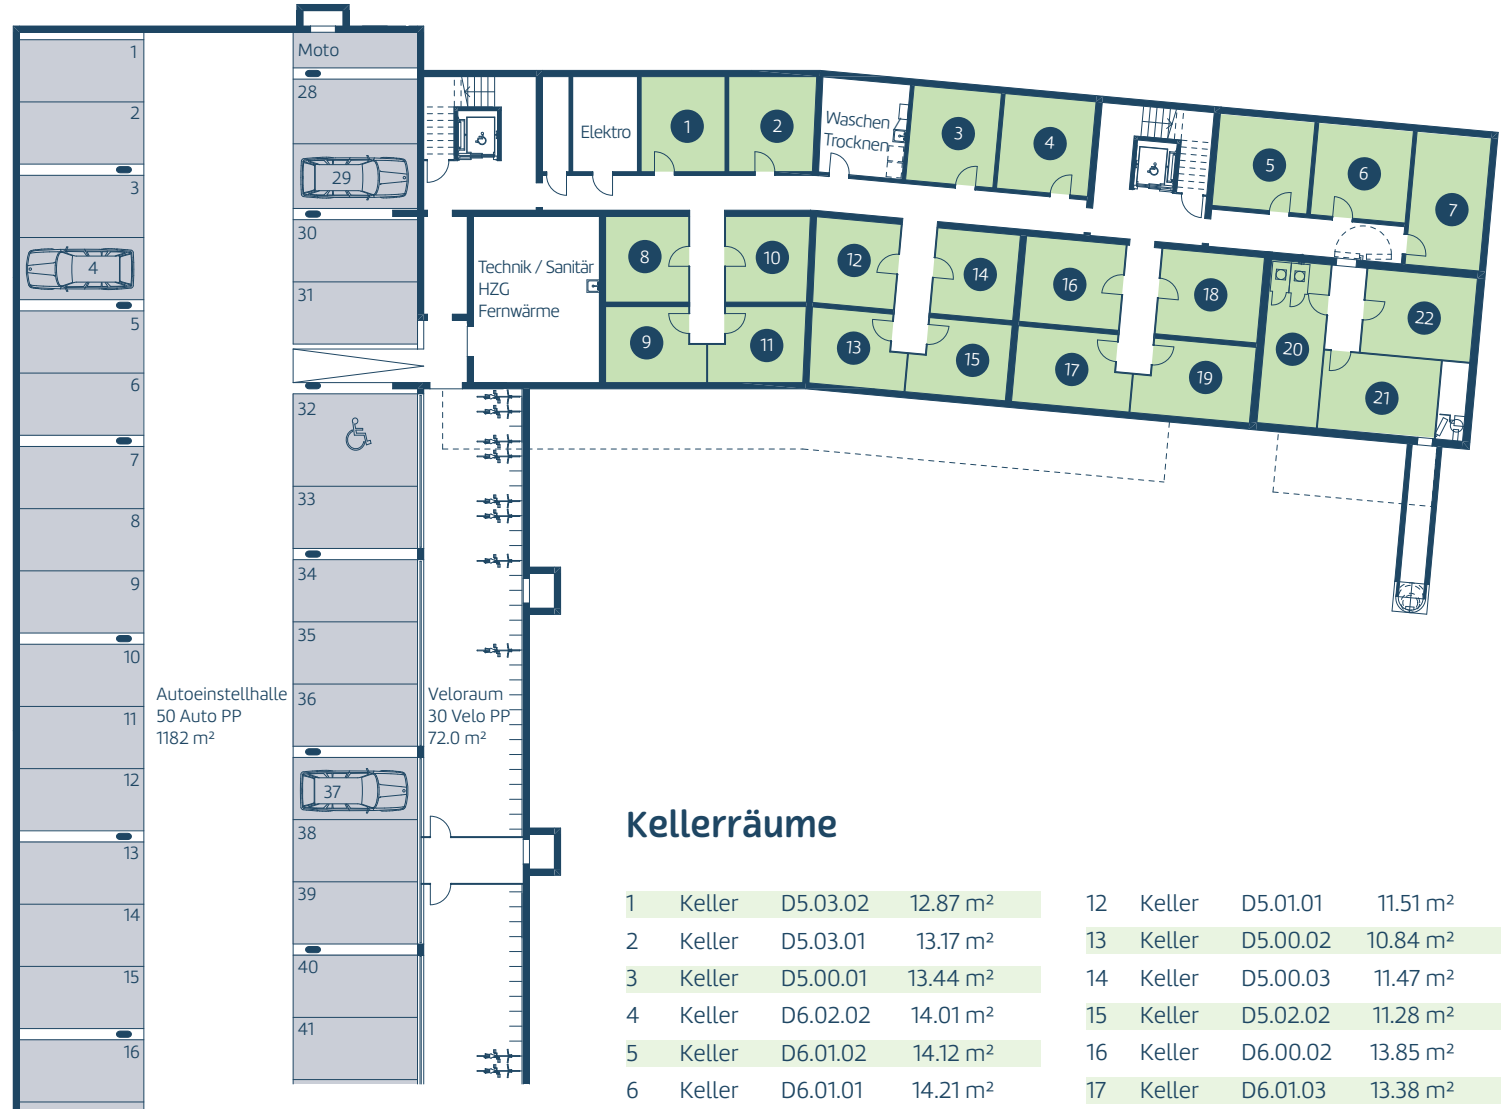 1
2
3
4
5
6
7
8
9
10
11
12
13
14
15
16
Autoeinstellhalle
50 Auto PP
1182 m²
Moto
28
29
30
31
32
33
34
35
36
37
38
39
40
41
Veloraum
30 Velo PP
72.0 m²
Technik / Sanitär
HZG
Fernwärme
Elektro
1
2
Waschen
Trocknen
3
4
5
6
7
8
9
10
11
12
13
14
15
16
17
18
19
20
21
22
Kellerräume
1 Keller D5.03.02 12.87 m²
2 Keller D5.03.01 13.17 m²
3 Keller D5.00.01 13.44 m²
4 Keller D6.02.02 14.01 m²
5 Keller D6.01.02 14.12 m²
6 Keller D6.01.01 14.21 m²
12 Keller D5.01.01 11.51 m²
13 Keller D5.00.02 10.84 m²
14 Keller D5.00.03 11.47 m²
15 Keller D5.02.02 11.28 m²
16 Keller D6.00.02 13.85 m²
17 Keller D6.01.03 13.38 m²